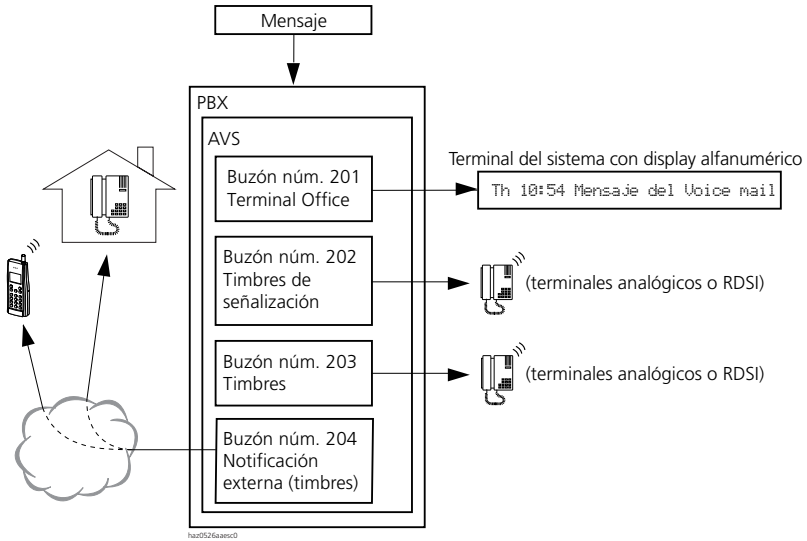 Mensaje
PBX
AVS
Buzón núm. 201
Terminal Office
Terminal del sistema con display alfanumérico
Th 10:54 Mensaje del Voice mail
Buzón núm. 202
Timbres de
señalización
(terminales analógicos o RDSI)
Buzón núm. 203
Timbres
(terminales analógicos o RDSI)
Buzón núm. 204
Notificación
externa (timbres)
haz0526aaesc0